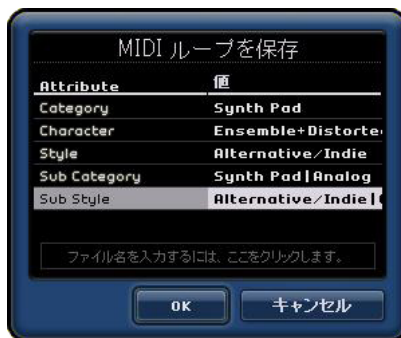 MIDI ループを保存
Attribute 値
Category Synth Pad
Character Ensemble+Distorte
Style Alternative/Indie
Sub Category Synth Pad|Analog
Sub Style Alternative/Indie|
ファイル名を入力するには、ここをクリックします。
OK キャンセル